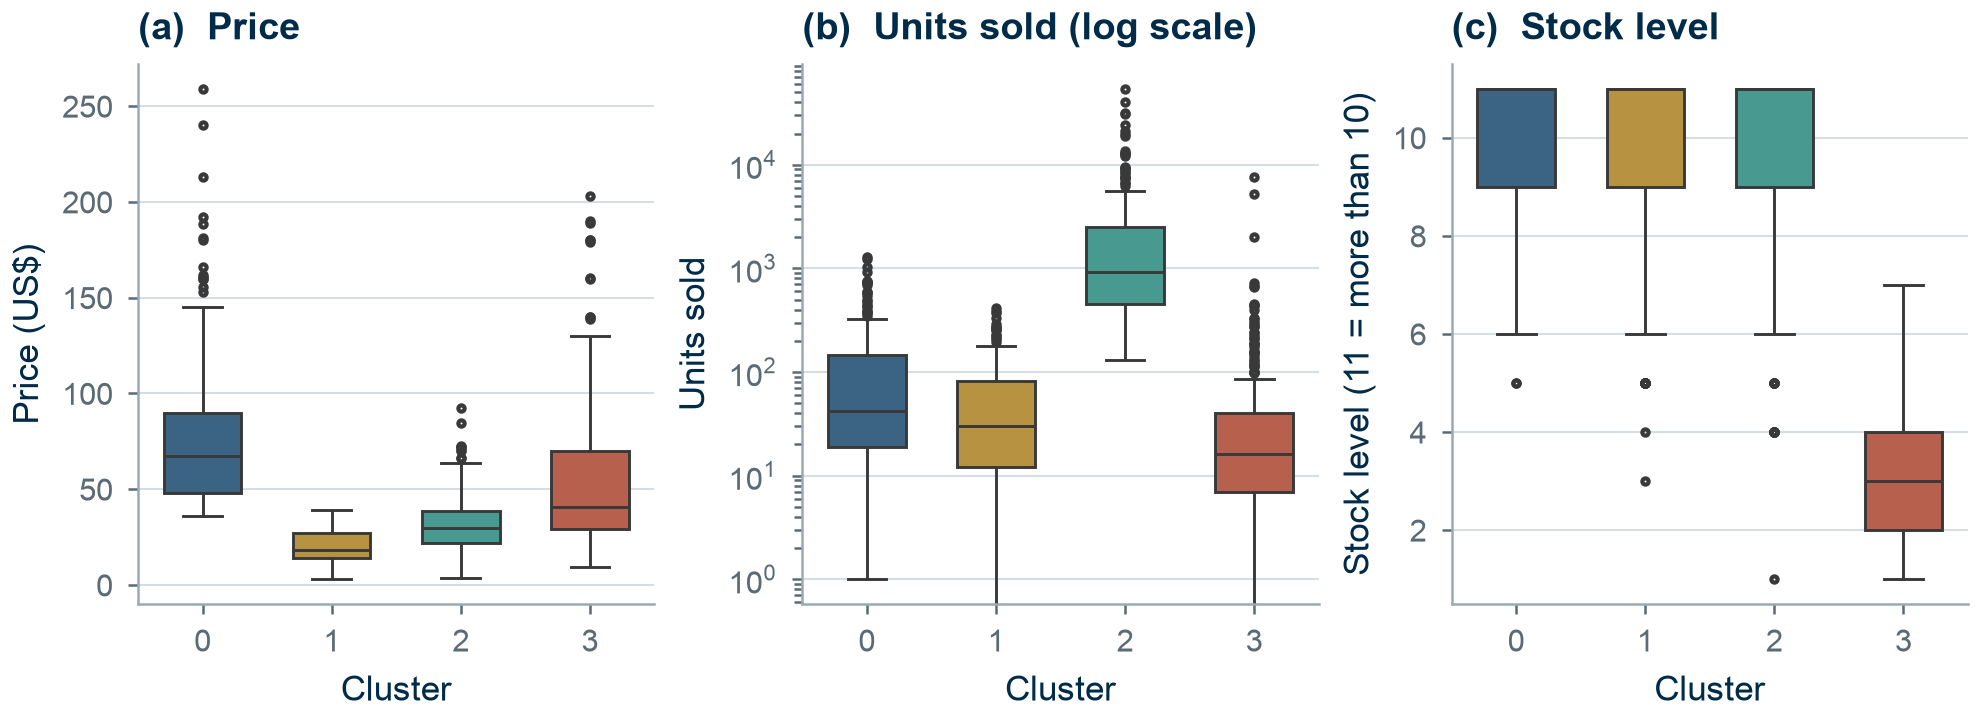 (a) Price
250
200
150
100
50
0
Price (US$)
0 1 2 3
Cluster
(b) Units sold (log scale)
10^4
10^3
10^2
10^1
10^0
Units sold
0 1 2 3
Cluster
(c) Stock level
10
8
6
4
2
Stock level (11 = more than 10)
0 1 2 3
Cluster